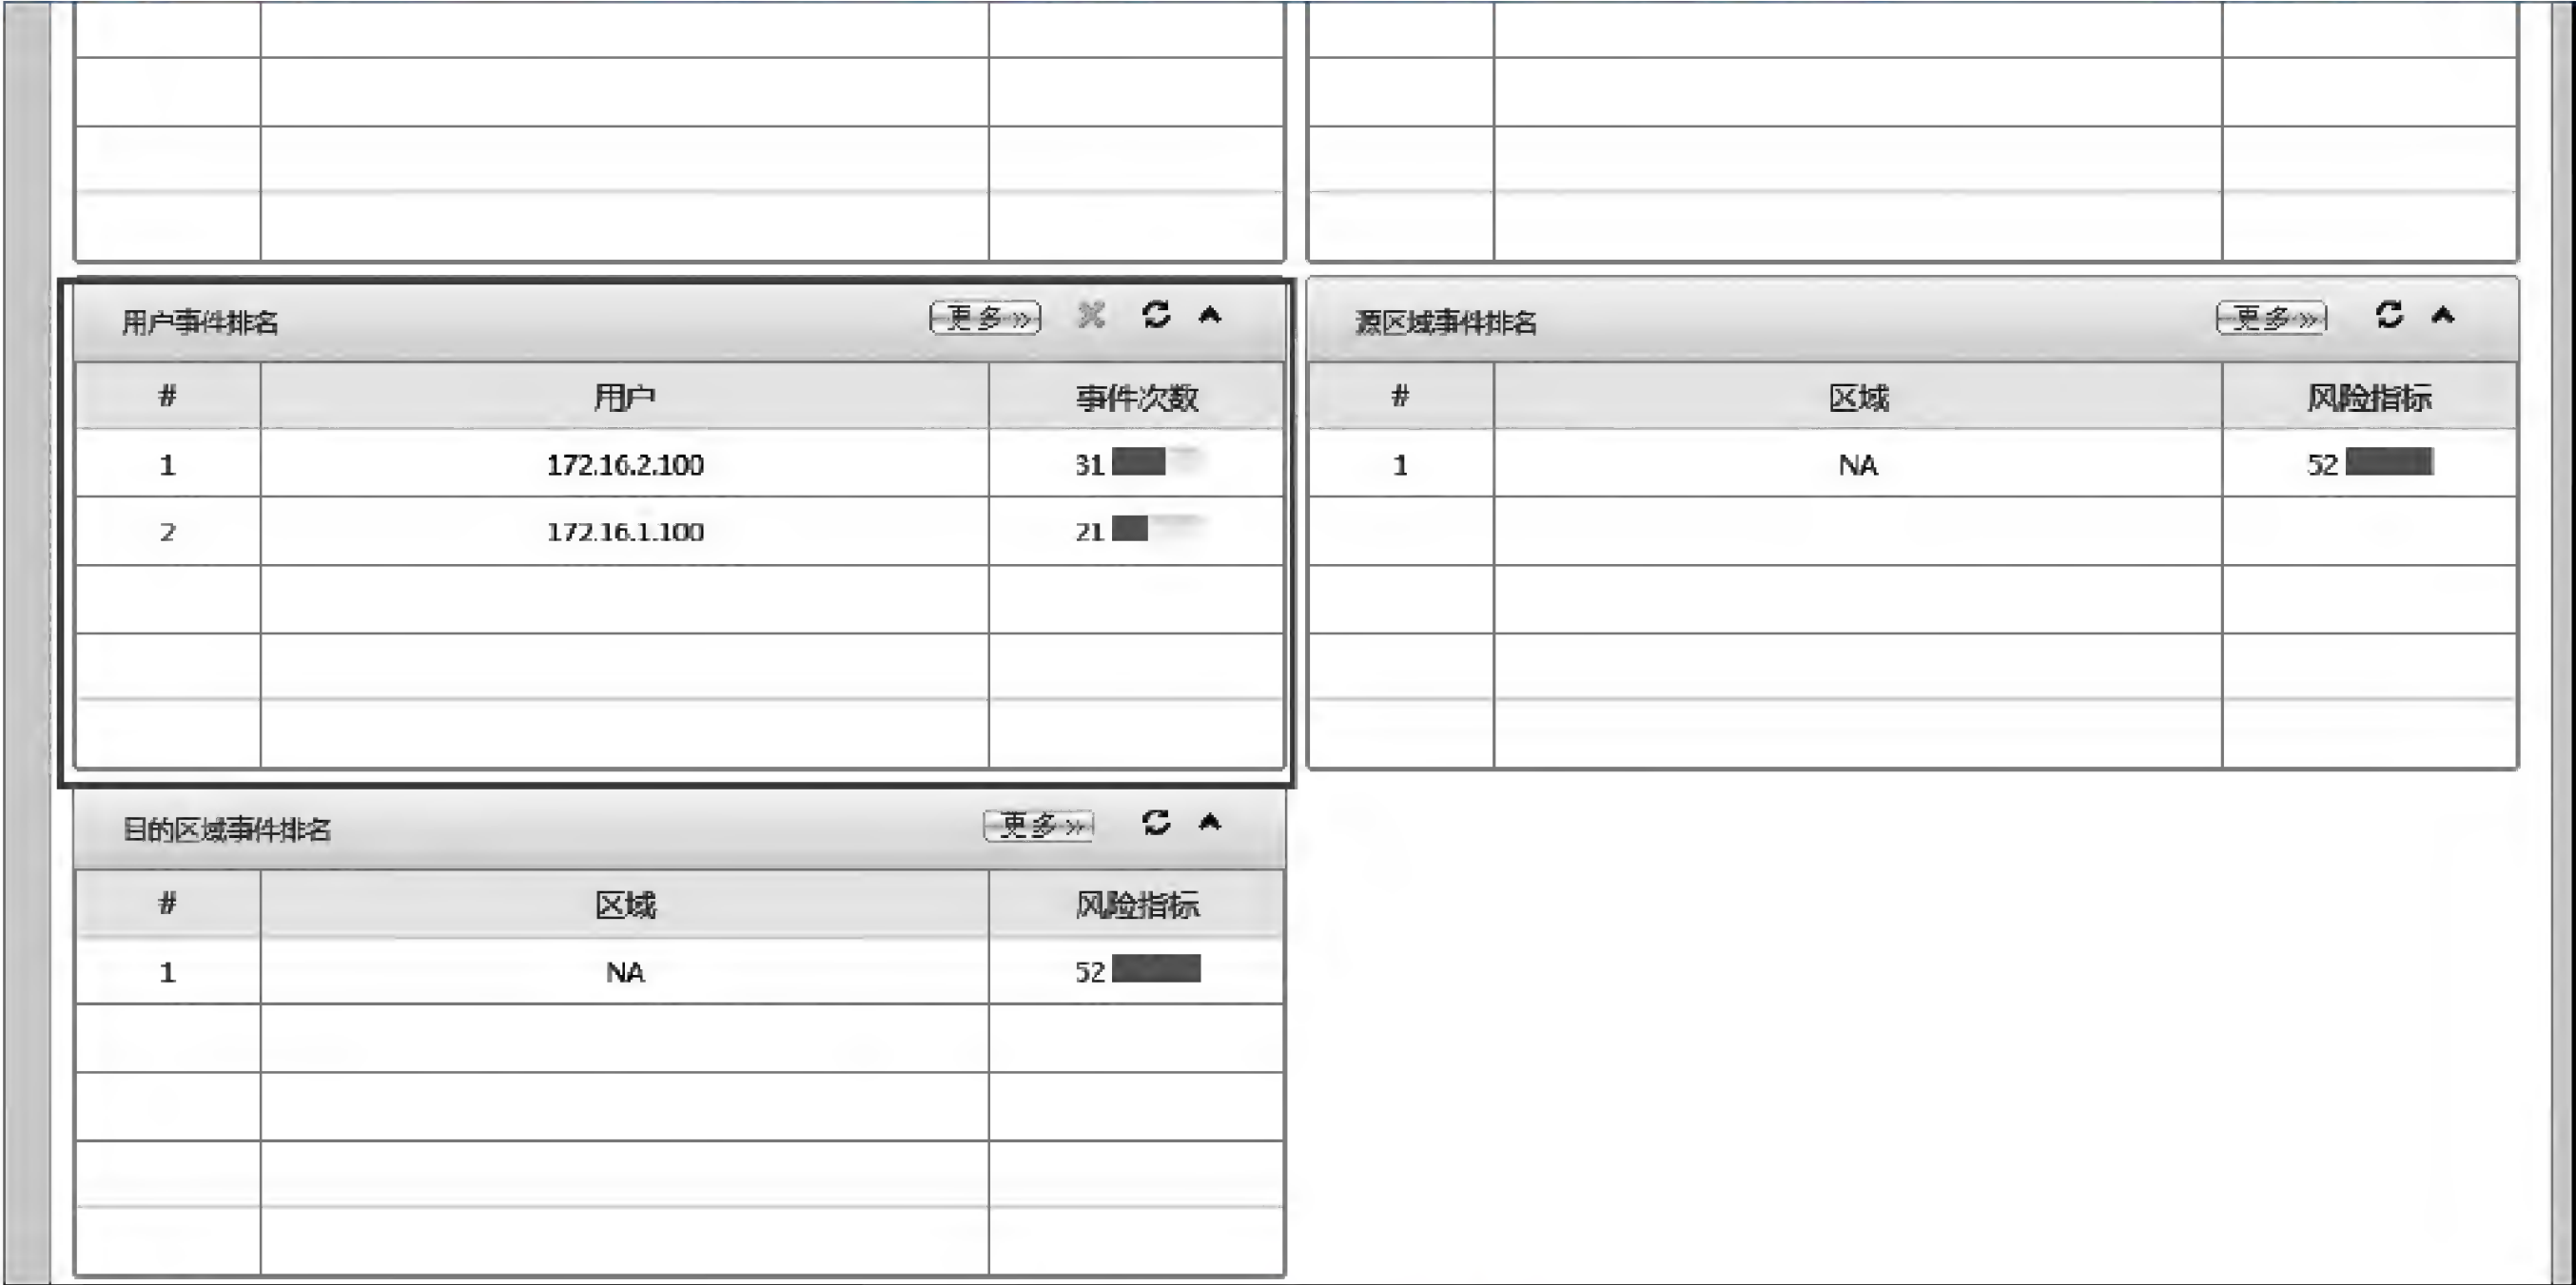 用户事件排名 更多»
# 用户 事件次数
1 172.16.2.100 31
2 172.16.1.100 21
源区域事件排名 更多»
# 区域 风险指标
1 NA 52
目的区域事件排名 更多»
# 区域 风险指标
1 NA 52